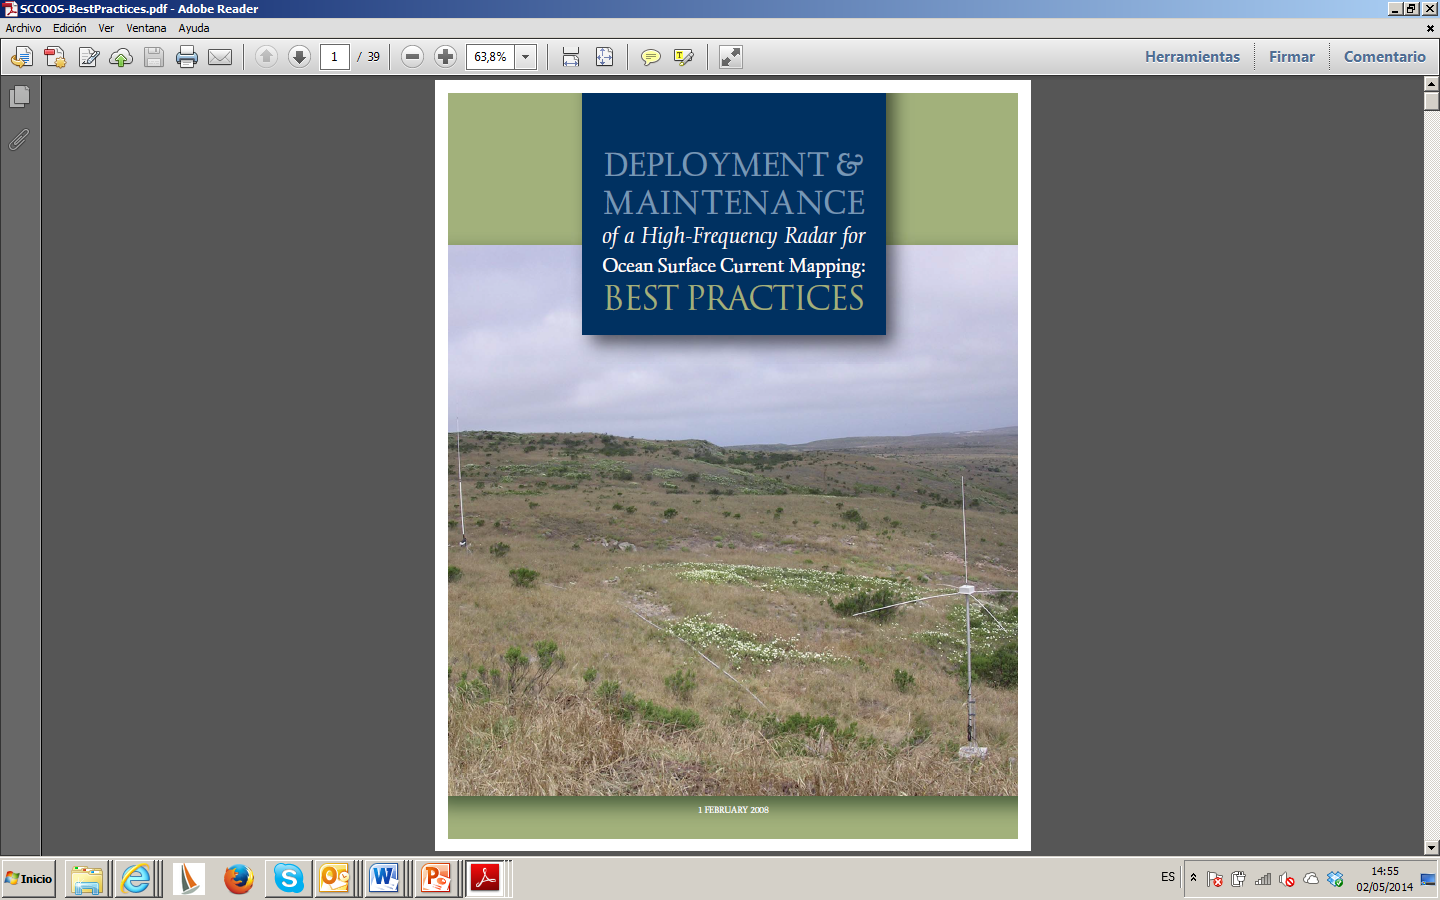 SCCOOS-BestPractices.pdf - Adobe Reader
Archivo Edición Ver Ventana Ayuda
1 / 39 63,8% Herramientas Firmar Comentario
DEPLOYMENT &
MAINTENANCE
of a High-Frequency Radar for
Ocean Surface Current Mapping:
BEST PRACTICES
1 FEBRUARY 2008
Inicio
ES
14:55
02/05/2014